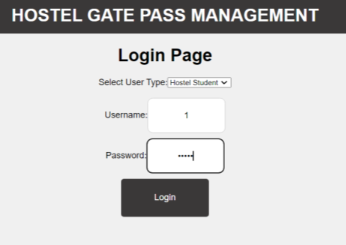 HOSTEL GATE PASS MANAGEMENT
Login Page
Select User Type: Hostel Student
Username: 1
Password: •••••
Login